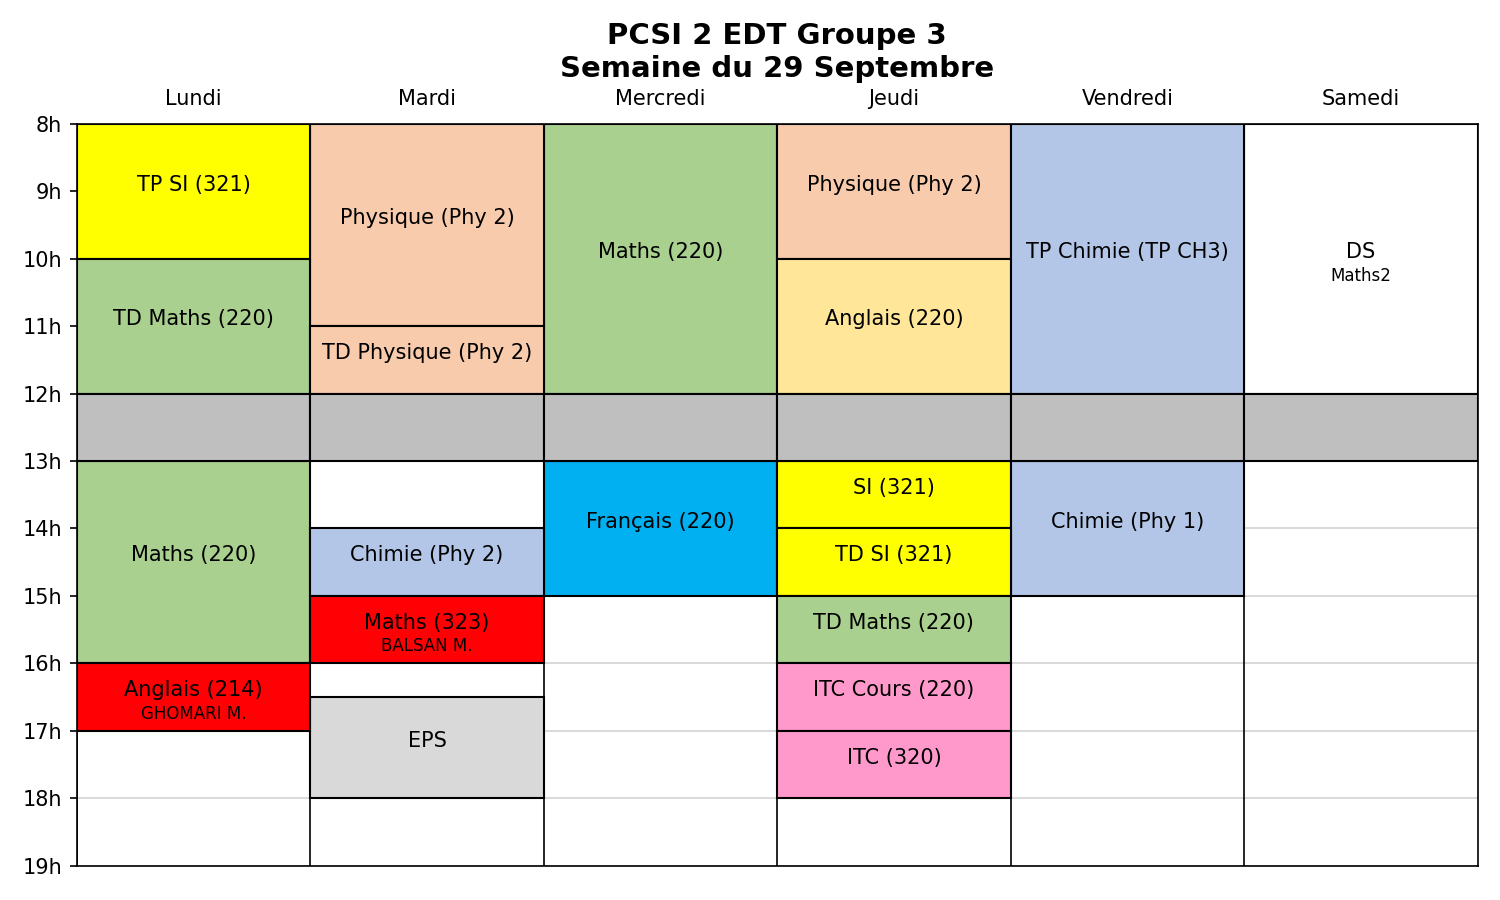 PCSI 2 EDT Groupe 3
Semaine du 29 Septembre
Lundi Mardi Mercredi Jeudi Vendredi Samedi
8h
TP SI (321)
9h
Physique (Phy 2)
Physique (Phy 2)
Maths (220)
TP Chimie (TP CH3)
DS
Maths2
10h
TD Maths (220)
Anglais (220)
11h
TD Physique (Phy 2)
12h
13h
SI (321)
Français (220)
Chimie (Phy 1)
14h
Maths (220)
Chimie (Phy 2)
TD SI (321)
15h
Maths (323)
BALSAN M.
TD Maths (220)
16h
Anglais (214)
GHOMARI M.
ITC Cours (220)
17h
EPS
ITC (320)
18h
19h